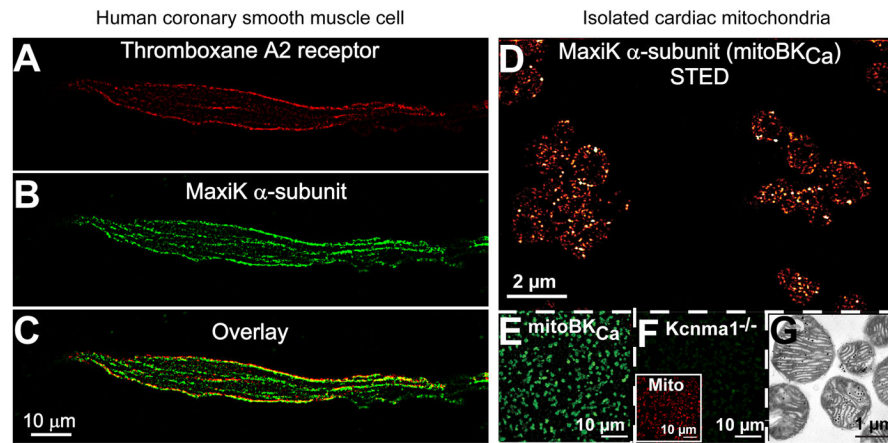 Human coronary smooth muscle cell
Isolated cardiac mitochondria
A
Thromboxane A2 receptor
B
MaxiK α-subunit
C
Overlay
10 μm
D
MaxiK α-subunit (mitoBKCa)
STED
2 μm
E
mitoBKCa
10 μm
F
Kcnma1-/-
Mito
10 μm
10 μm
G
1 μm